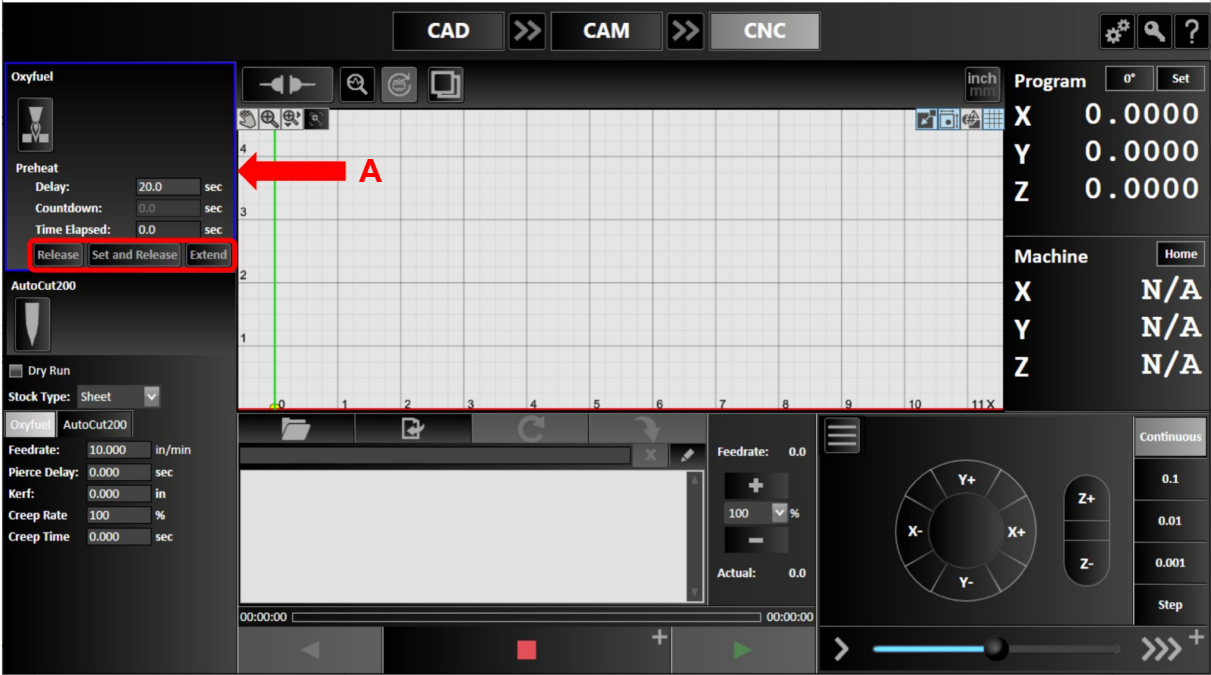 CAD >> CAM >> CNC
?
Oxyfuel
Preheat
Delay: 20.0 sec
Countdown: 0.0 sec
Time Elapsed: 0.0 sec
Release Set and Release Extend
AutoCut200
Dry Run
Stock Type: Sheet
Oxyfuel AutoCut200
Feedrate: 10.000 in/min
Pierce Delay: 0.000 sec
Kerf: 0.000 in
Creep Rate 100 %
Creep Time 0.000 sec
inch
mm
A
4
3
2
1
0 1 2 3 4 5 6 7 8 9 10 11 X
Program 0° Set
X 0.0000
Y 0.0000
Z 0.0000
Machine Home
X N/A
Y N/A
Z N/A
X
00:00:00 00:00:00
Feedrate: 0.0
+
100 %
-
Actual: 0.0
Y+
X- X+
Y-
Z+
Z-
Continuous
0.1
0.01
0.001
Step
+
> >>> +